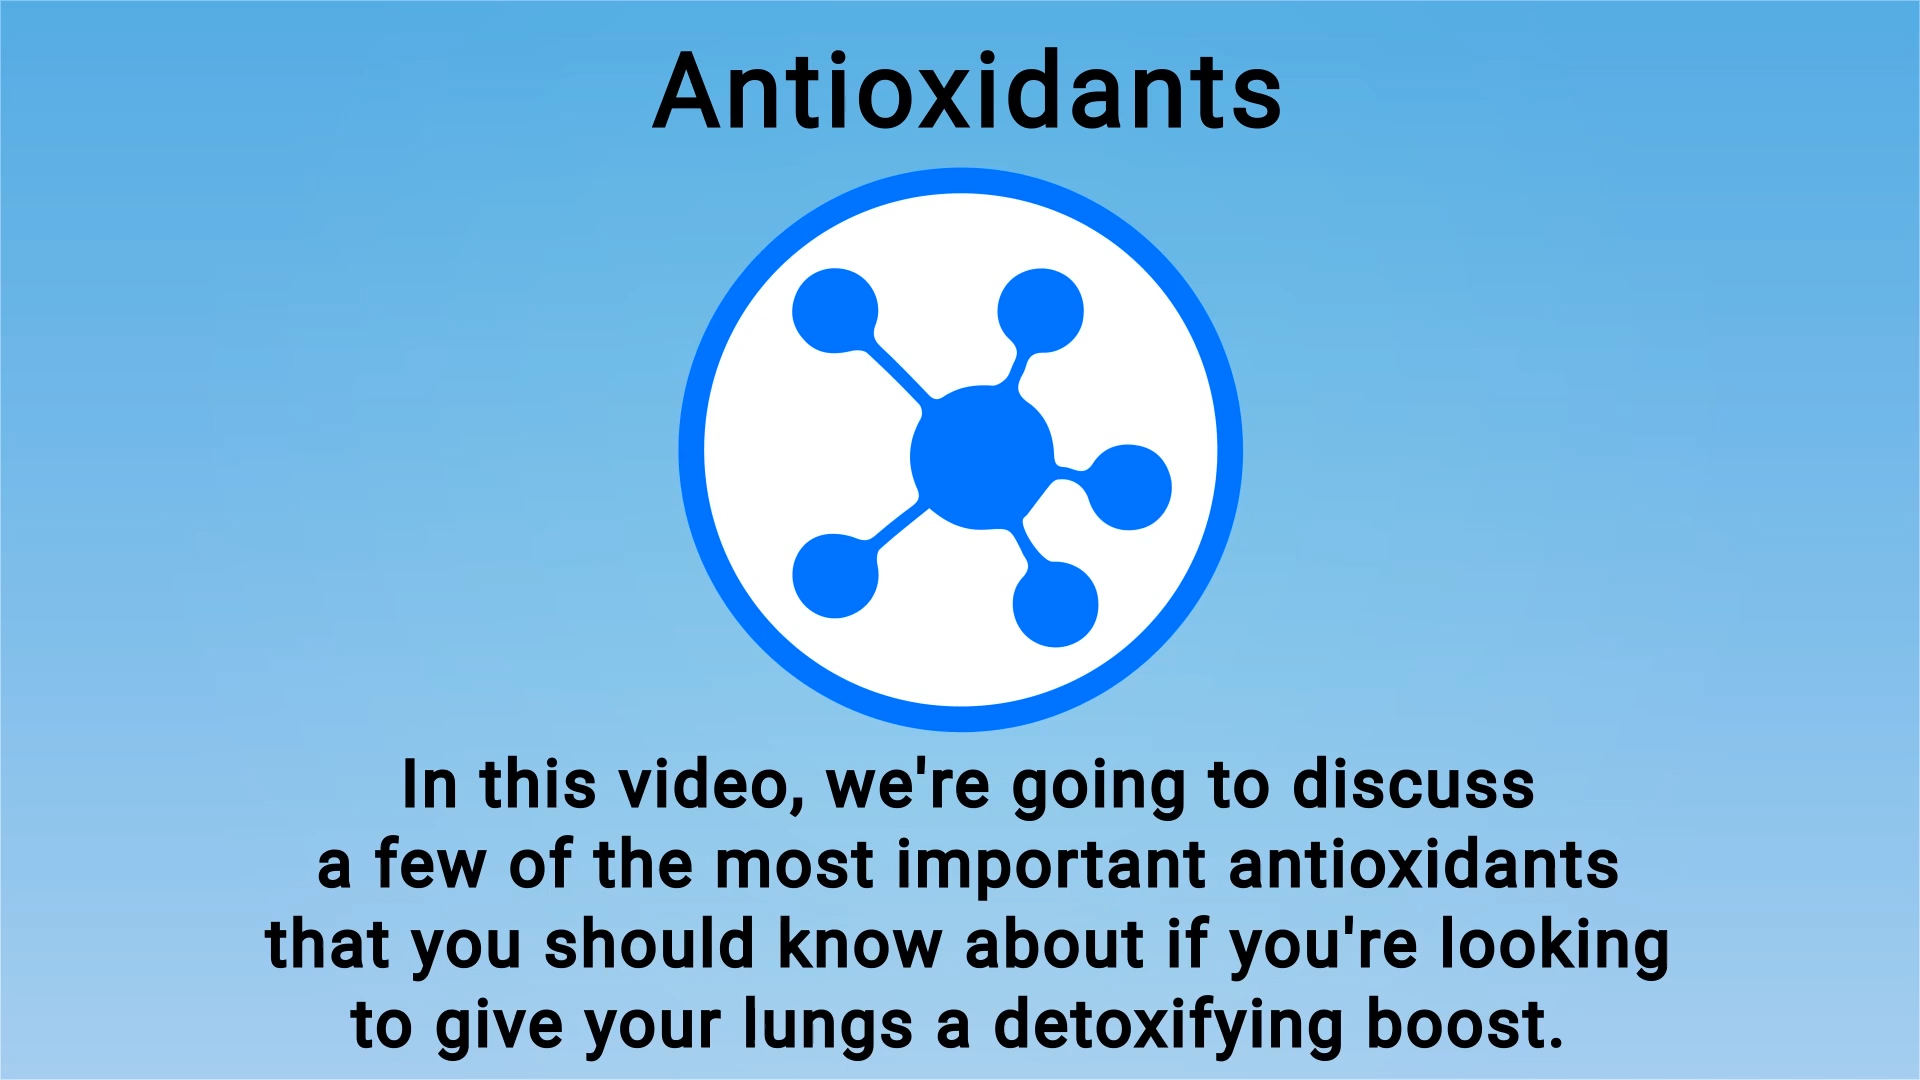 Antioxidants
In this video, we're going to discuss
a few of the most important antioxidants
that you should know about if you're looking
to give your lungs a detoxifying boost.